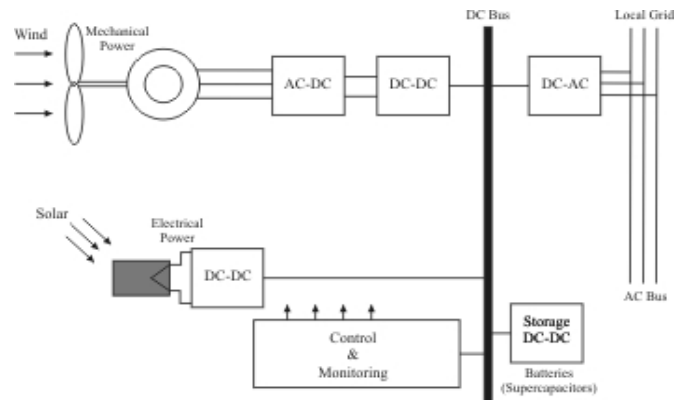 DC Bus
Local Grid
Wind
Mechanical
Power
AC-DC
DC-DC
DC-AC
Solar
Electrical
Power
DC-DC
AC Bus
Control
&
Monitoring
Storage
DC-DC
Batteries
(Supercapacitors)